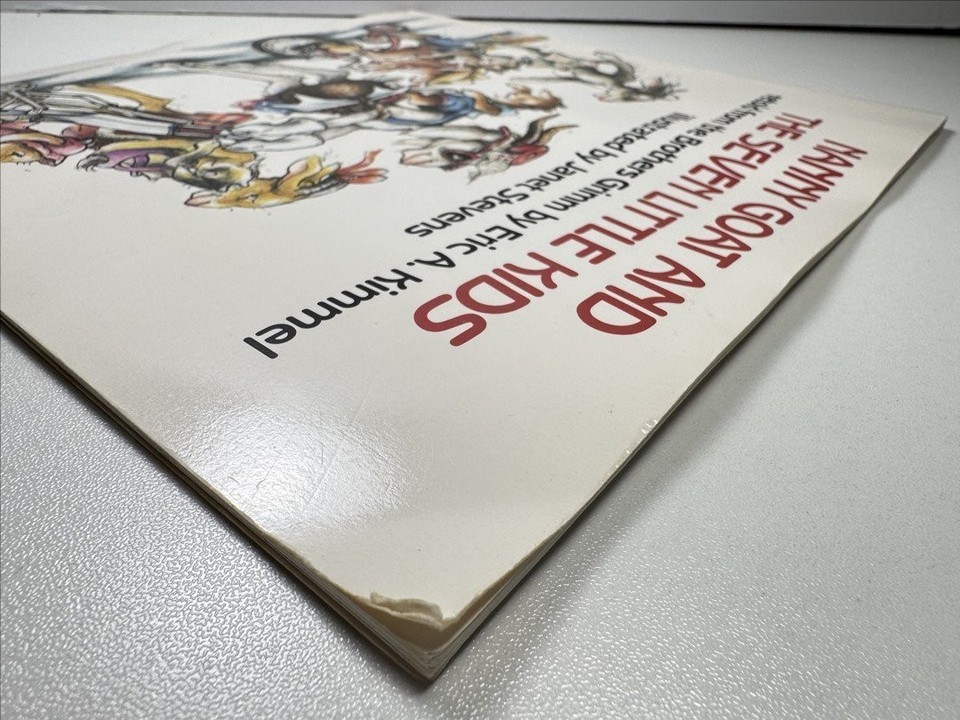 NANNY GOAT AND
THE SEVEN LITTLE KIDS
retold from the Brothers Grimm by Eric A. Kimmel
illustrated by Janet Stevens